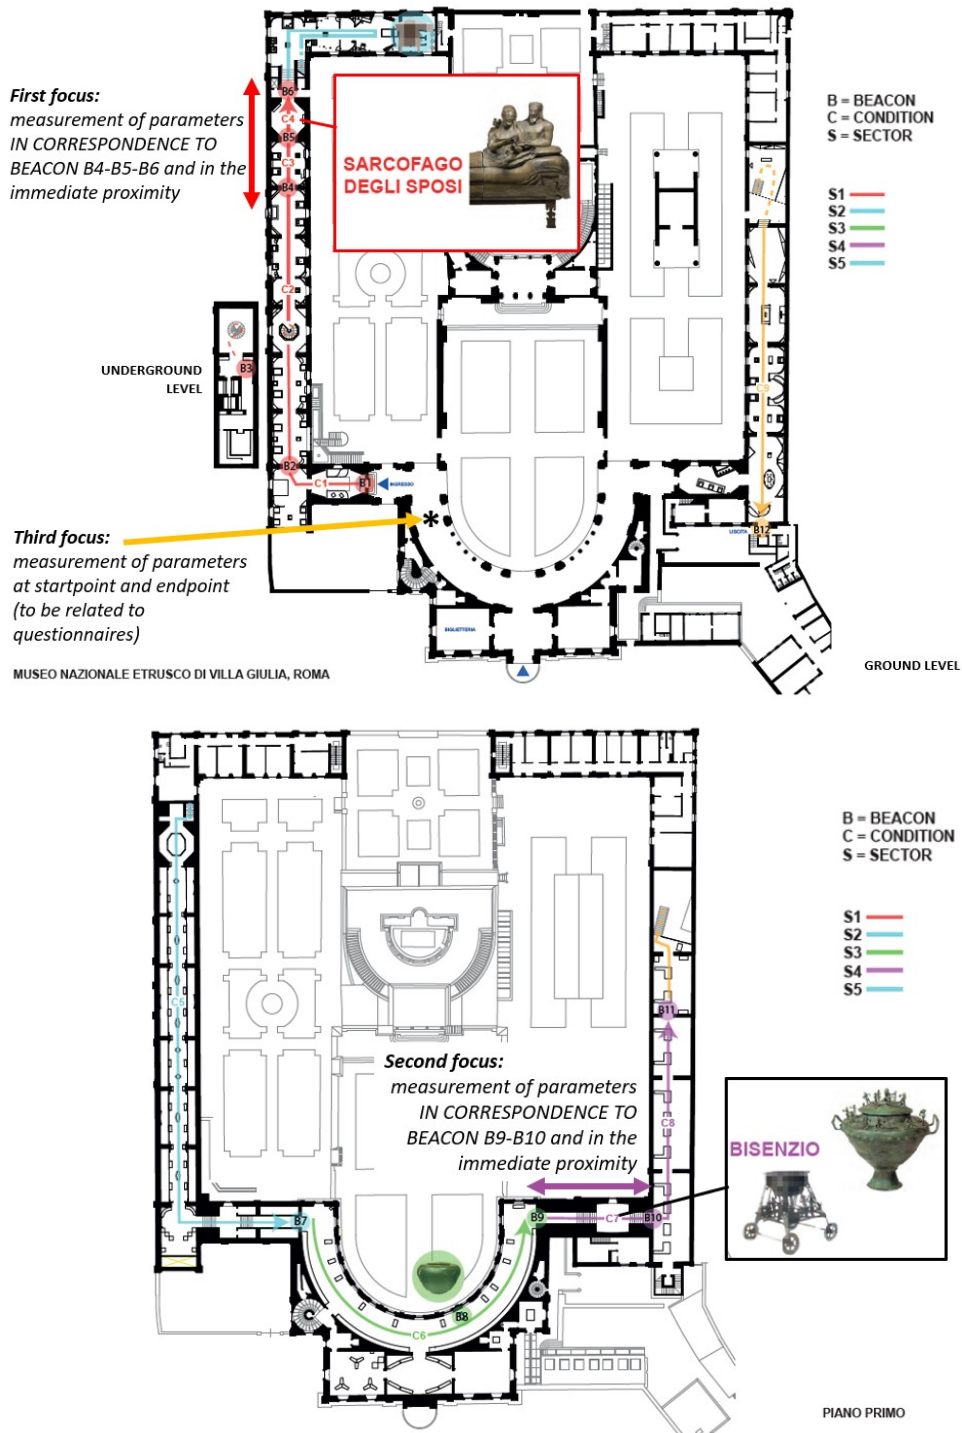 First focus:
measurement of parameters
IN CORRESPONDENCE TO
BEACON B4-B5-B6 and in the
immediate proximity
B6
C4
B5
C3
B4
SARCOFAGO
DEGLI SPOSI
B = BEACON
C = CONDITION
S = SECTOR
S1
S2
S3
S4
S5
C2
UNDERGROUND
LEVEL
B3
C9
B2
C1
B1
INGRESSO
Third focus:
measurement of parameters
at startpoint and endpoint
(to be related to
questionnaires)
*
USCITA
B12
BIGLIETTERIA
MUSEO NAZIONALE ETRUSCO DI VILLA GIULIA, ROMA
GROUND LEVEL
B = BEACON
C = CONDITION
S = SECTOR
S1
S2
S3
S4
S5
C5
B11
Second focus:
measurement of parameters
IN CORRESPONDENCE TO
BEACON B9-B10 and in the
immediate proximity
C8
BISENZIO
B7
B9
C7
B10
B8
C6
PIANO PRIMO